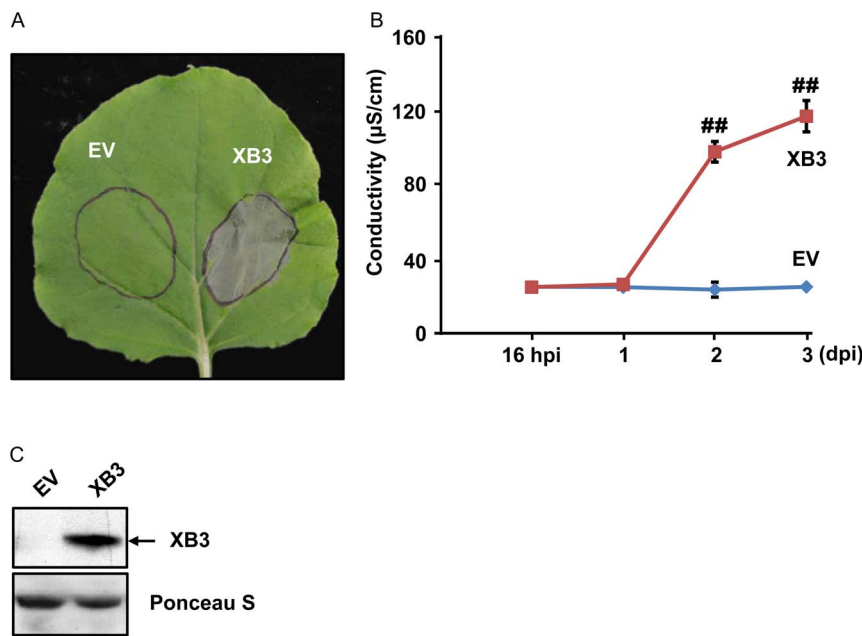 A
EV
XB3
B
Conductivity (μS/cm)
160
120
80
40
0
##
##
XB3
EV
16 hpi 1 2 3 (dpi)
C
EV XB3
XB3
Ponceau S